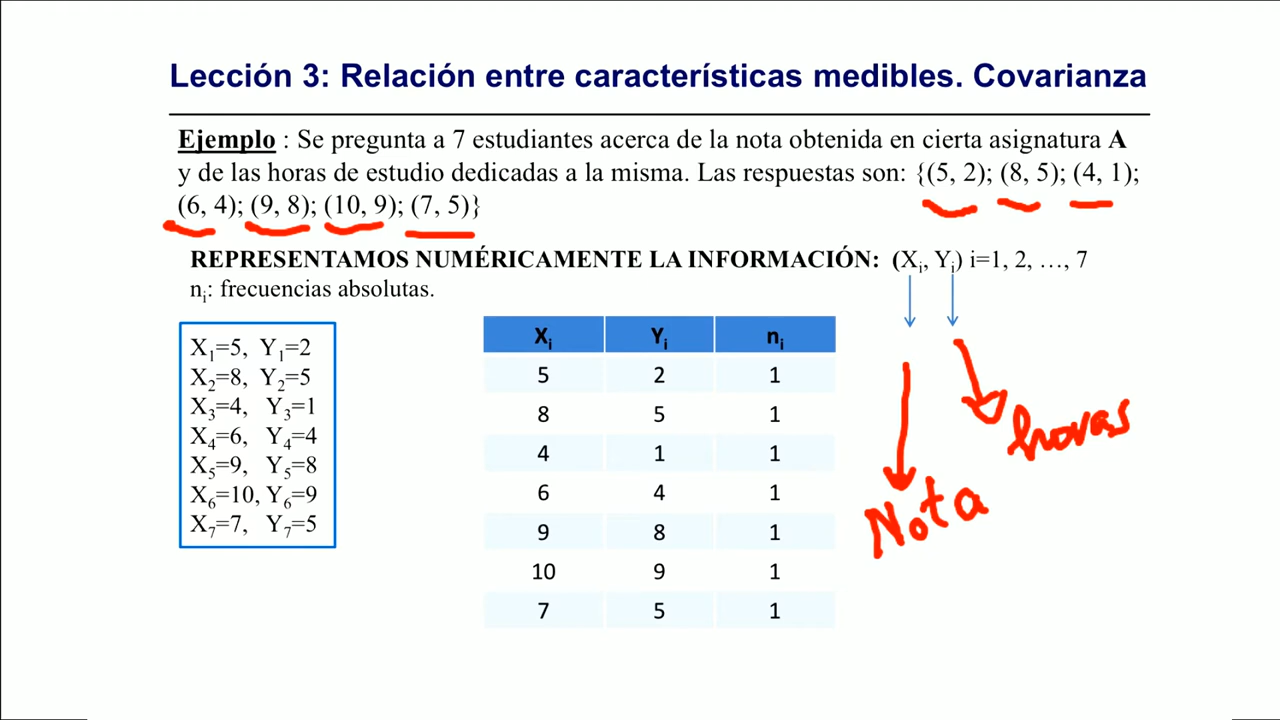 Lección 3: Relación entre características medibles. Covarianza
Ejemplo : Se pregunta a 7 estudiantes acerca de la nota obtenida en cierta asignatura A
y de las horas de estudio dedicadas a la misma. Las respuestas son: {(5, 2); (8, 5); (4, 1);
(6, 4); (9, 8); (10, 9); (7, 5)}
REPRESENTAMOS NUMÉRICAMENTE LA INFORMACIÓN: (Xi, Yi) i=1, 2, …, 7
ni: frecuencias absolutas.
X1=5, Y1=2
X2=8, Y2=5
X3=4, Y3=1
X4=6, Y4=4
X5=9, Y5=8
X6=10, Y6=9
X7=7, Y7=5
Xi Yi ni
5 2 1
8 5 1
4 1 1
6 4 1
9 8 1
10 9 1
7 5 1
horas
Nota